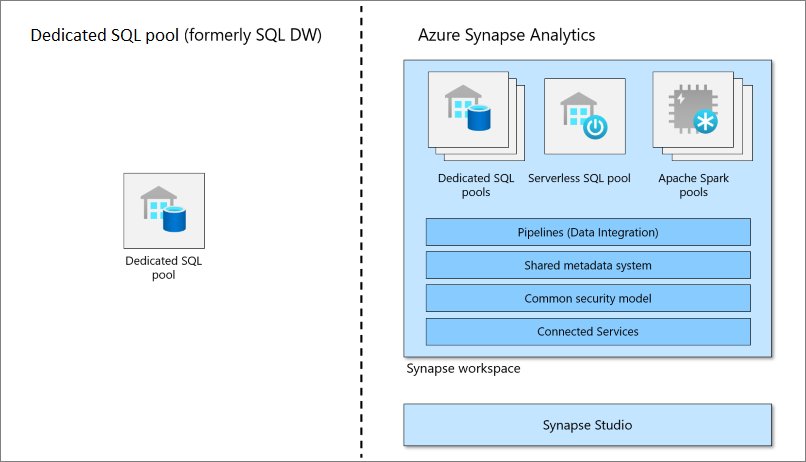 Dedicated SQL pool (formerly SQL DW)
Azure Synapse Analytics
Dedicated SQL
pool
Dedicated SQL
pools
Serverless SQL pool
Apache Spark
pools
Pipelines (Data Integration)
Shared metadata system
Common security model
Connected Services
Synapse workspace
Synapse Studio